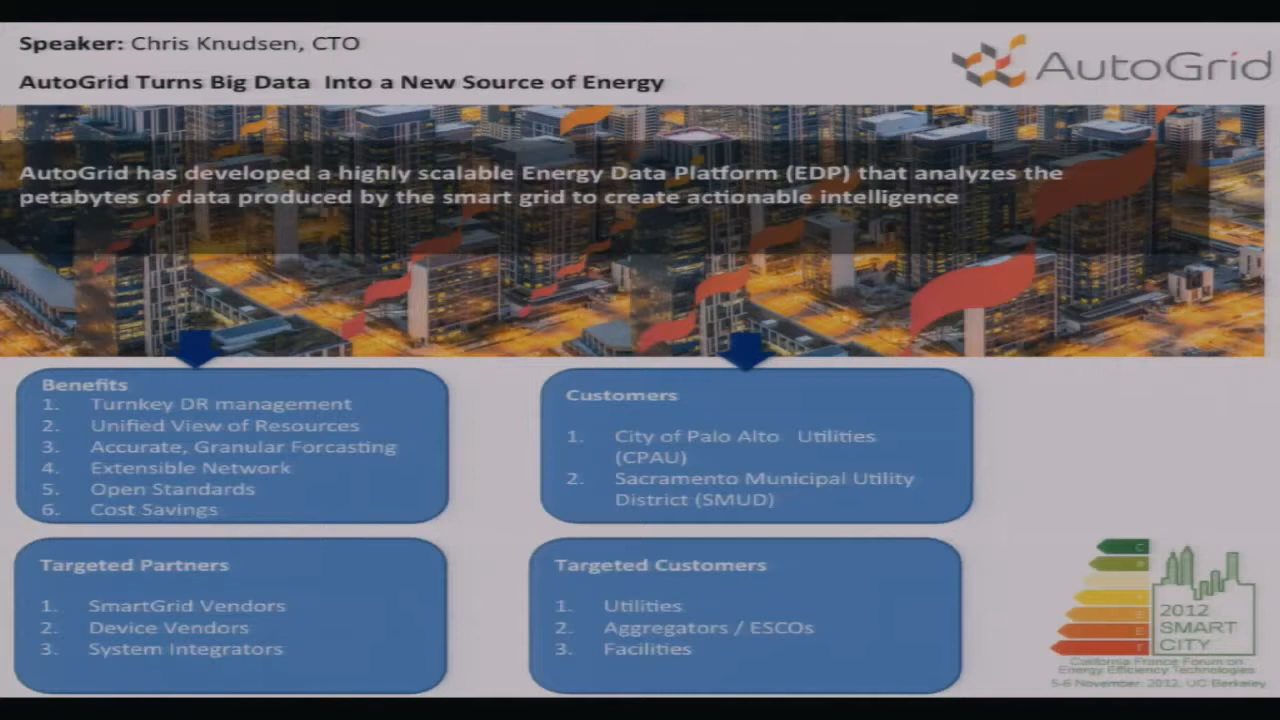 Speaker: Chris Knudsen, CTO
AutoGrid Turns Big Data Into a New Source of Energy
AutoGrid
AutoGrid has developed a highly scalable Energy Data Platform (EDP) that analyzes the
petabytes of data produced by the smart grid to create actionable intelligence
Benefits
1. Turnkey DR management
2. Unified View of Resources
3. Accurate, Granular Forcasting
4. Extensible Network
5. Open Standards
6. Cost Savings
Customers
1. City of Palo Alto Utilities
(CPAU)
2. Sacramento Municipal Utility
District (SMUD)
Targeted Partners
1. SmartGrid Vendors
2. Device Vendors
3. System Integrators
Targeted Customers
1. Utilities
2. Aggregators / ESCOs
3. Facilities
2012
SMART
CITY
California France Forum on
Energy Efficiency Technologies
5-6 November, 2012, UC Berkeley